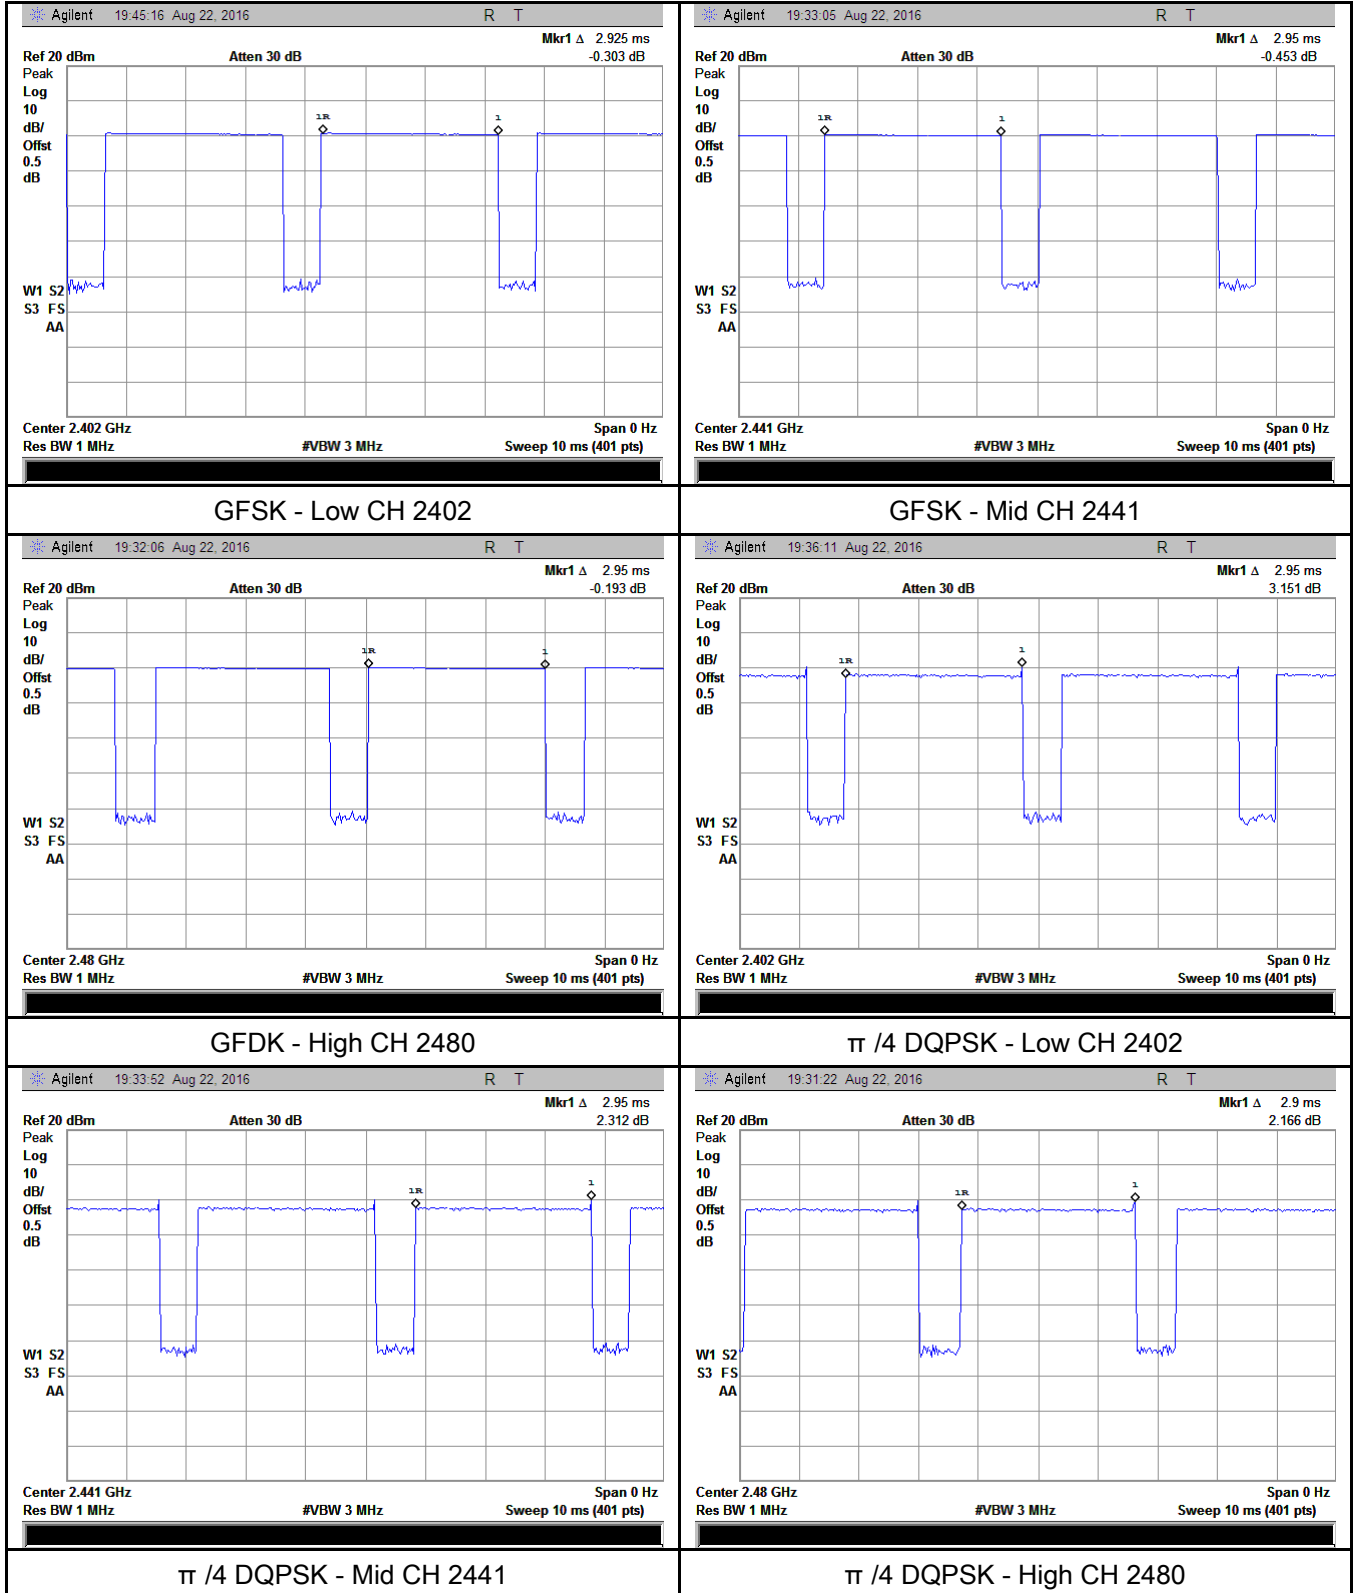 Agilent 19:45:16 Aug 22, 2016 R T
Mkr1 Δ 2.925 ms
Ref 20 dBm Atten 30 dB -0.303 dB
Peak
Log
10
dB/
Offst
0.5
dB
1R 1
W1 S2
S3 FS
AA
Center 2.402 GHz Span 0 Hz
Res BW 1 MHz #VBW 3 MHz Sweep 10 ms (401 pts)
GFSK - Low CH 2402
Agilent 19:33:05 Aug 22, 2016 R T
Mkr1 Δ 2.95 ms
Ref 20 dBm Atten 30 dB -0.453 dB
Peak
Log
10
dB/
Offst
0.5
dB
1R 1
W1 S2
S3 FS
AA
Center 2.441 GHz Span 0 Hz
Res BW 1 MHz #VBW 3 MHz Sweep 10 ms (401 pts)
GFSK - Mid CH 2441
Agilent 19:32:06 Aug 22, 2016 R T
Mkr1 Δ 2.95 ms
Ref 20 dBm Atten 30 dB -0.193 dB
Peak
Log
10
dB/
Offst
0.5
dB
1R 1
W1 S2
S3 FS
AA
Center 2.48 GHz Span 0 Hz
Res BW 1 MHz #VBW 3 MHz Sweep 10 ms (401 pts)
GFDK - High CH 2480
Agilent 19:36:11 Aug 22, 2016 R T
Mkr1 Δ 2.95 ms
Ref 20 dBm Atten 30 dB 3.151 dB
Peak
Log
10
dB/
Offst
0.5
dB
1R 1
W1 S2
S3 FS
AA
Center 2.402 GHz Span 0 Hz
Res BW 1 MHz #VBW 3 MHz Sweep 10 ms (401 pts)
π /4 DQPSK - Low CH 2402
Agilent 19:33:52 Aug 22, 2016 R T
Mkr1 Δ 2.95 ms
Ref 20 dBm Atten 30 dB 2.312 dB
Peak
Log
10
dB/
Offst
0.5
dB
1R 1
W1 S2
S3 FS
AA
Center 2.441 GHz Span 0 Hz
Res BW 1 MHz #VBW 3 MHz Sweep 10 ms (401 pts)
π /4 DQPSK - Mid CH 2441
Agilent 19:31:22 Aug 22, 2016 R T
Mkr1 Δ 2.9 ms
Ref 20 dBm Atten 30 dB 2.166 dB
Peak
Log
10
dB/
Offst
0.5
dB
1R 1
W1 S2
S3 FS
AA
Center 2.48 GHz Span 0 Hz
Res BW 1 MHz #VBW 3 MHz Sweep 10 ms (401 pts)
π /4 DQPSK - High CH 2480